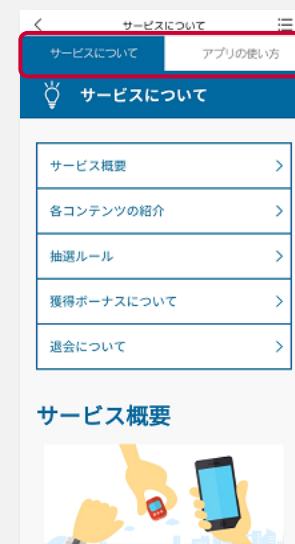 サービスについて
サービスについて
アプリの使い方
サービスについて
サービス概要
各コンテンツの紹介
抽選ルール
獲得ボーナスについて
退会について
サービス概要